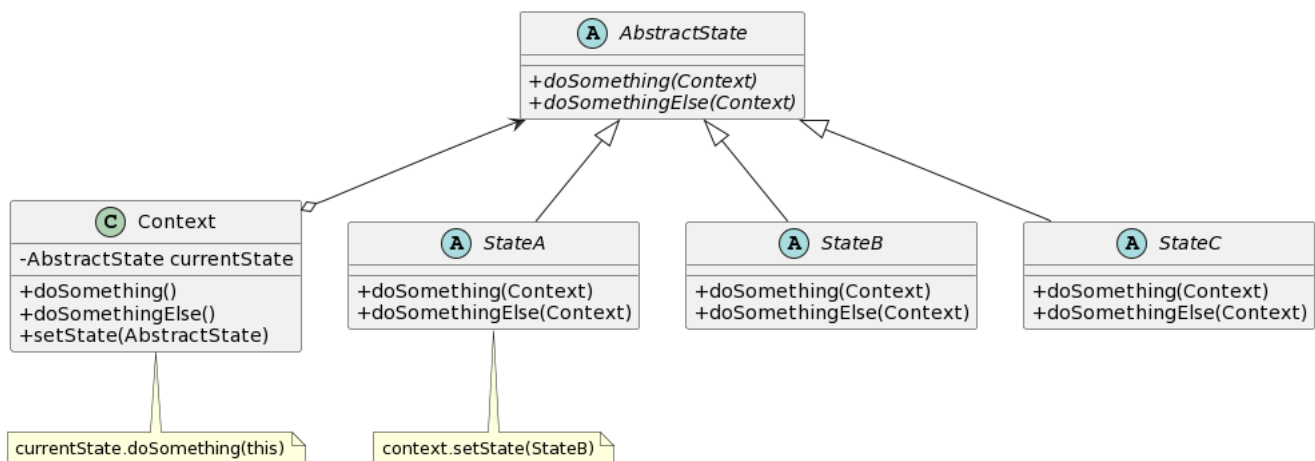 A AbstractState
+doSomething(Context)
+doSomethingElse(Context)
C Context
-AbstractState currentState
+doSomething()
+doSomethingElse()
+setState(AbstractState)
A StateA
+doSomething(Context)
+doSomethingElse(Context)
A StateB
+doSomething(Context)
+doSomethingElse(Context)
A StateC
+doSomething(Context)
+doSomethingElse(Context)
currentState.doSomething(this)
context.setState(StateB)